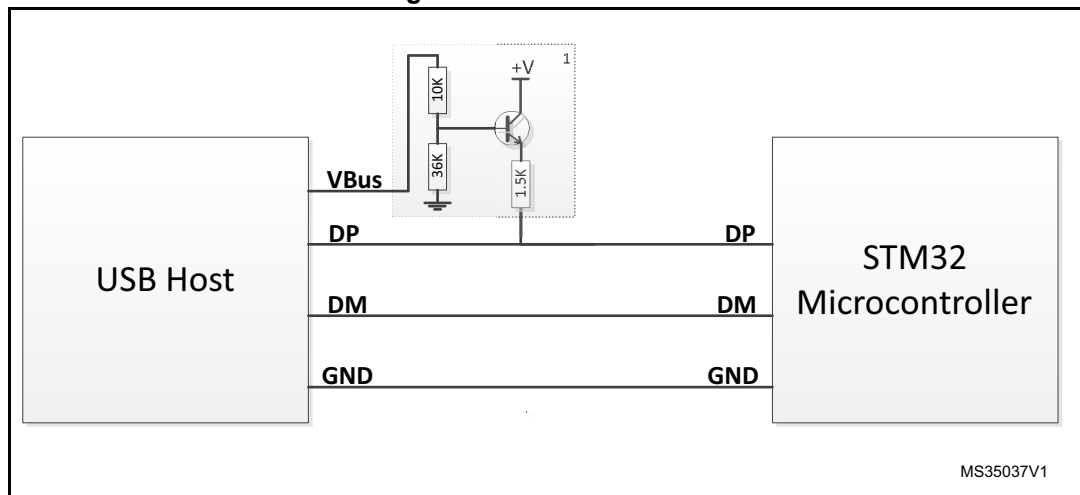 +V
1
10K
36K
1.5K
VBus
DP
DP
USB Host
STM32
Microcontroller
DM
DM
GND
GND
MS35037V1